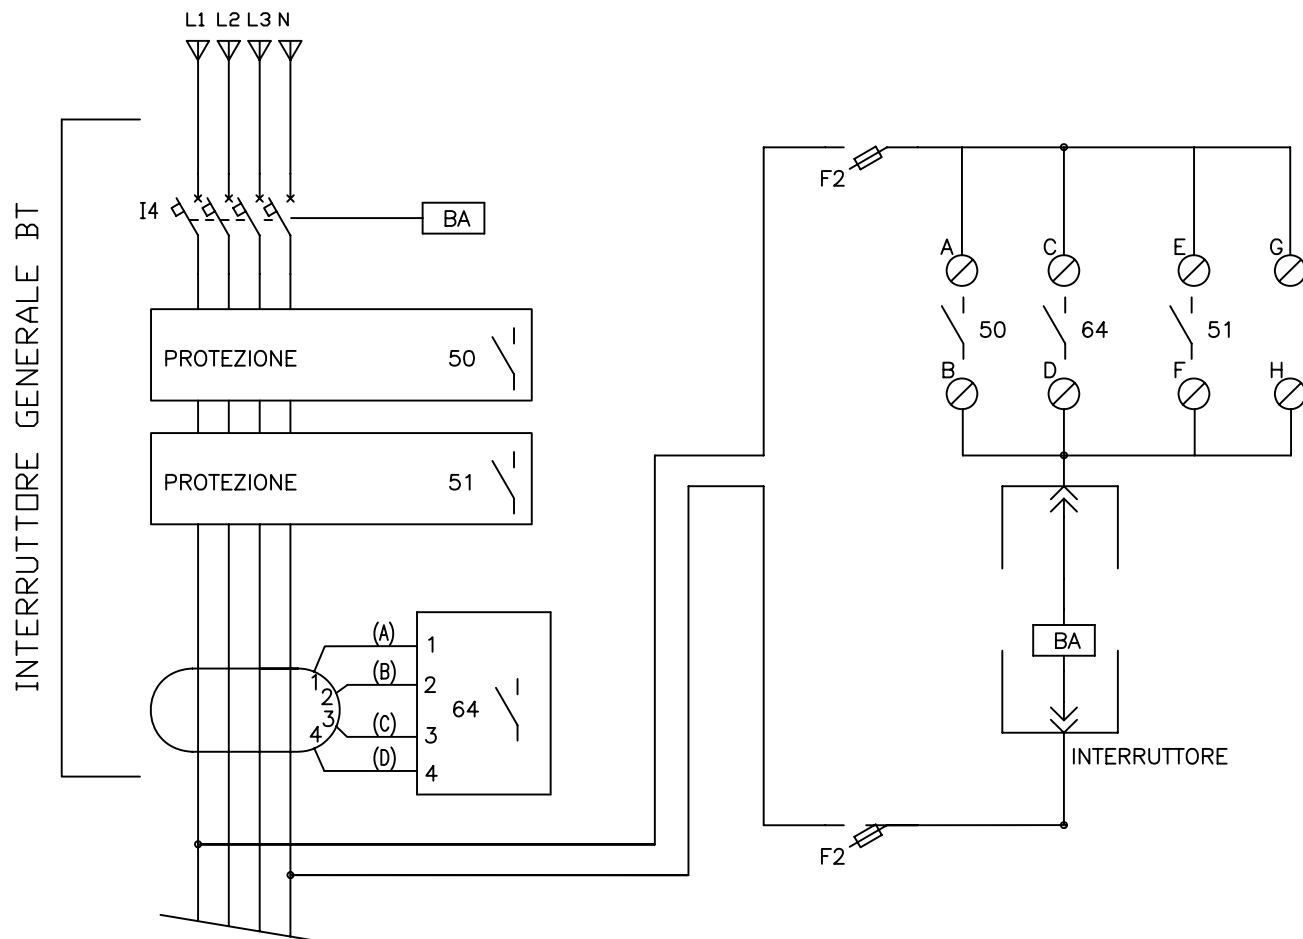 L1 L2 L3 N
INTERRUTTORE GENERALE BT
I4
BA
PROTEZIONE 50
PROTEZIONE 51
(A)
(B)
(C)
(D)
1
2
3
4
1
2
3
4
64
F2
A
C
E
G
50
64
51
B
D
F
H
BA
INTERRUTTORE
F2